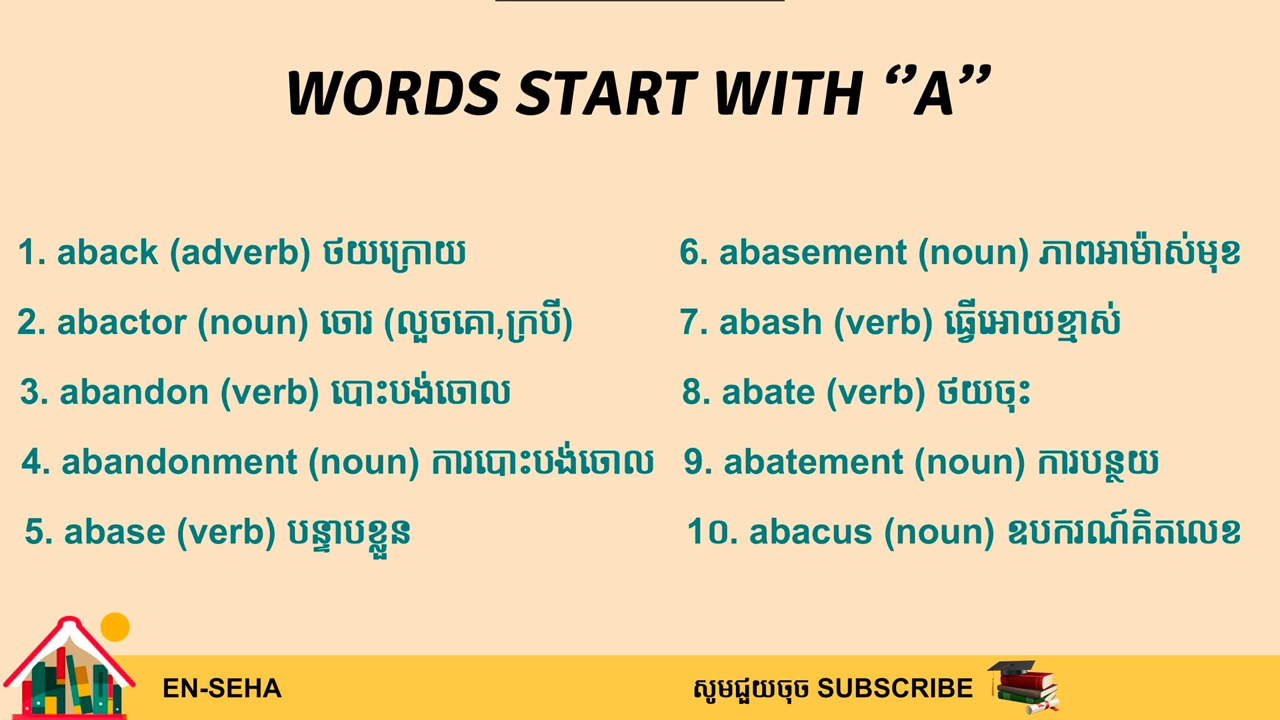 WORDS START WITH ‘’A’’
1. aback (adverb) ថយក្រោយ
2. abactor (noun) ចោរ (លួចគោ,ក្របី)
3. abandon (verb) បោះបង់ចោល
4. abandonment (noun) ការបោះបង់ចោល
5. abase (verb) បន្ទាបខ្លួន
6. abasement (noun) ភាពអាម៉ាស់មុខ
7. abash (verb) ធ្វើអោយខ្មាស់
8. abate (verb) ថយចុះ
9. abatement (noun) ការបន្ថយ
10. abacus (noun) ឧបករណ៍គិតលេខ
EN-SEHA
សូមជួយចុច SUBSCRIBE